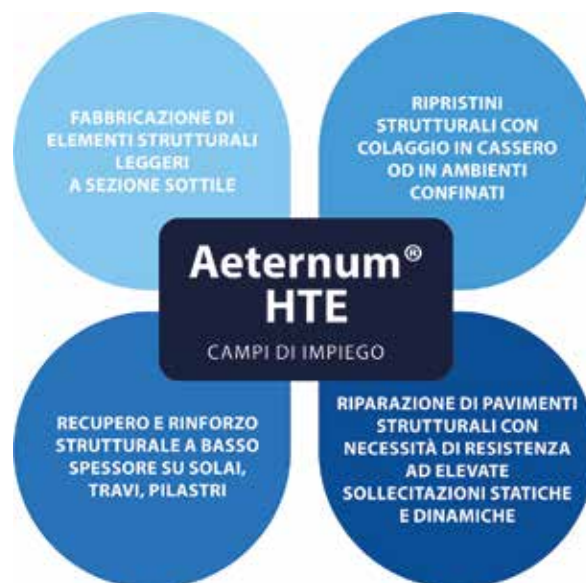 FABBRICAZIONE DI
ELEMENTI STRUTTURALI
LEGGERI
A SEZIONE SOTTILE
RIPRISTINI
STRUTTURALI CON
COLAGGIO IN CASSERO
OD IN AMBIENTI
CONFINATI
Aeternum®
HTE
CAMPI DI IMPIEGO
RECUPERO E RINFORZO
STRUTTURALE A BASSO
SPESSORE SU SOLAI,
TRAVI, PILASTRI
RIPARAZIONE DI PAVIMENTI
STRUTTURALI CON
NECESSITÀ DI RESISTENZA
AD ELEVATE
SOLLECITAZIONI STATICHE
E DINAMICHE